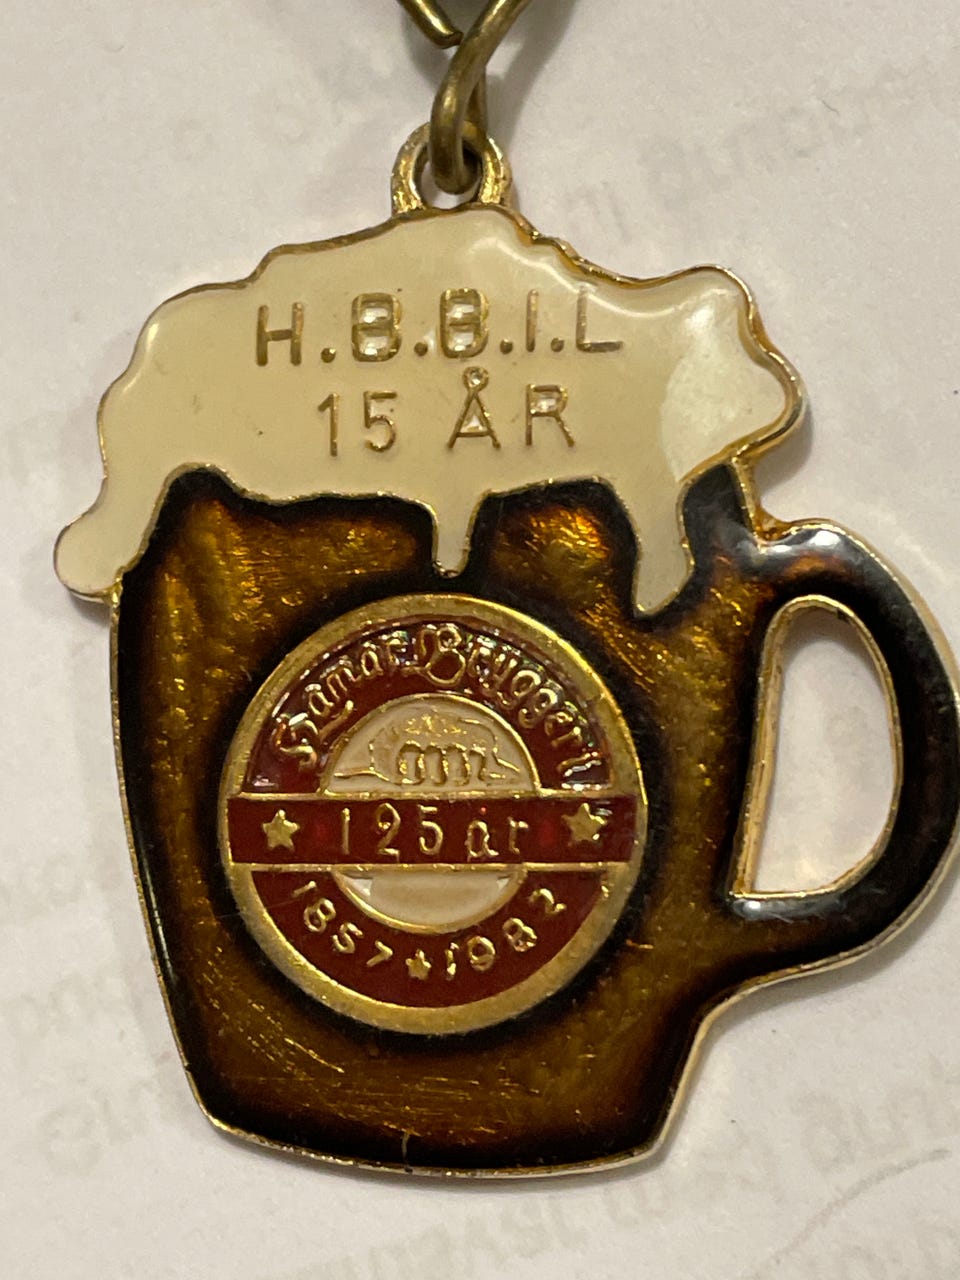 H.B.B.I.L
15 ÅR
Hamar Bryggeri
125 år
1857 1982